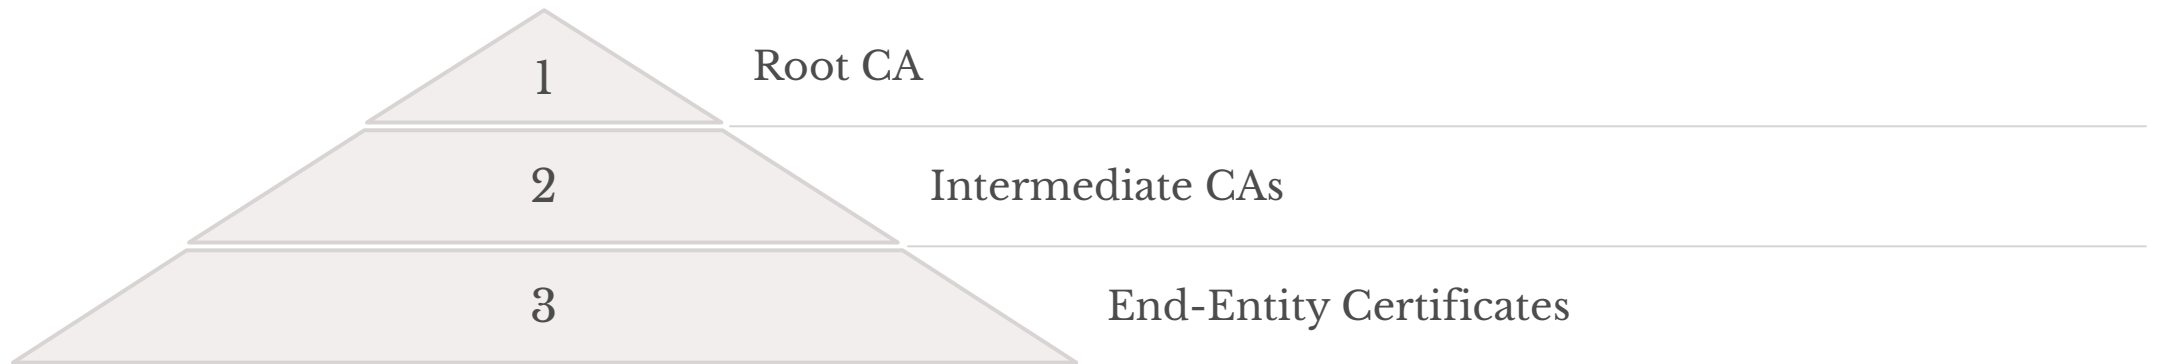 1
Root CA
2
Intermediate CAs
3
End-Entity Certificates